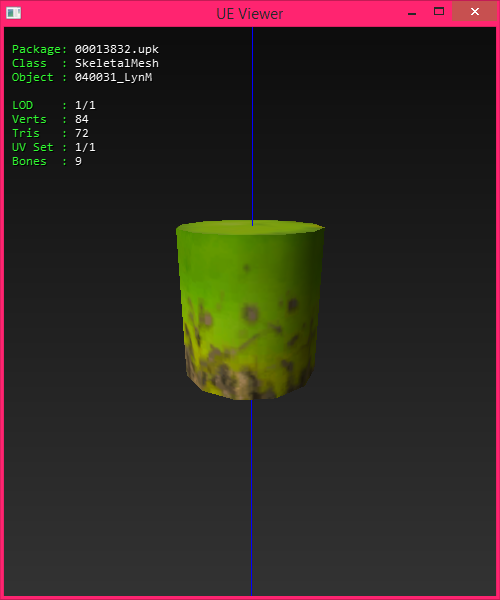 UE Viewer
Package: 00013832.upk
Class : SkeletalMesh
Object : 040031_LynM
LOD : 1/1
Verts : 84
Tris : 72
UV Set : 1/1
Bones : 9